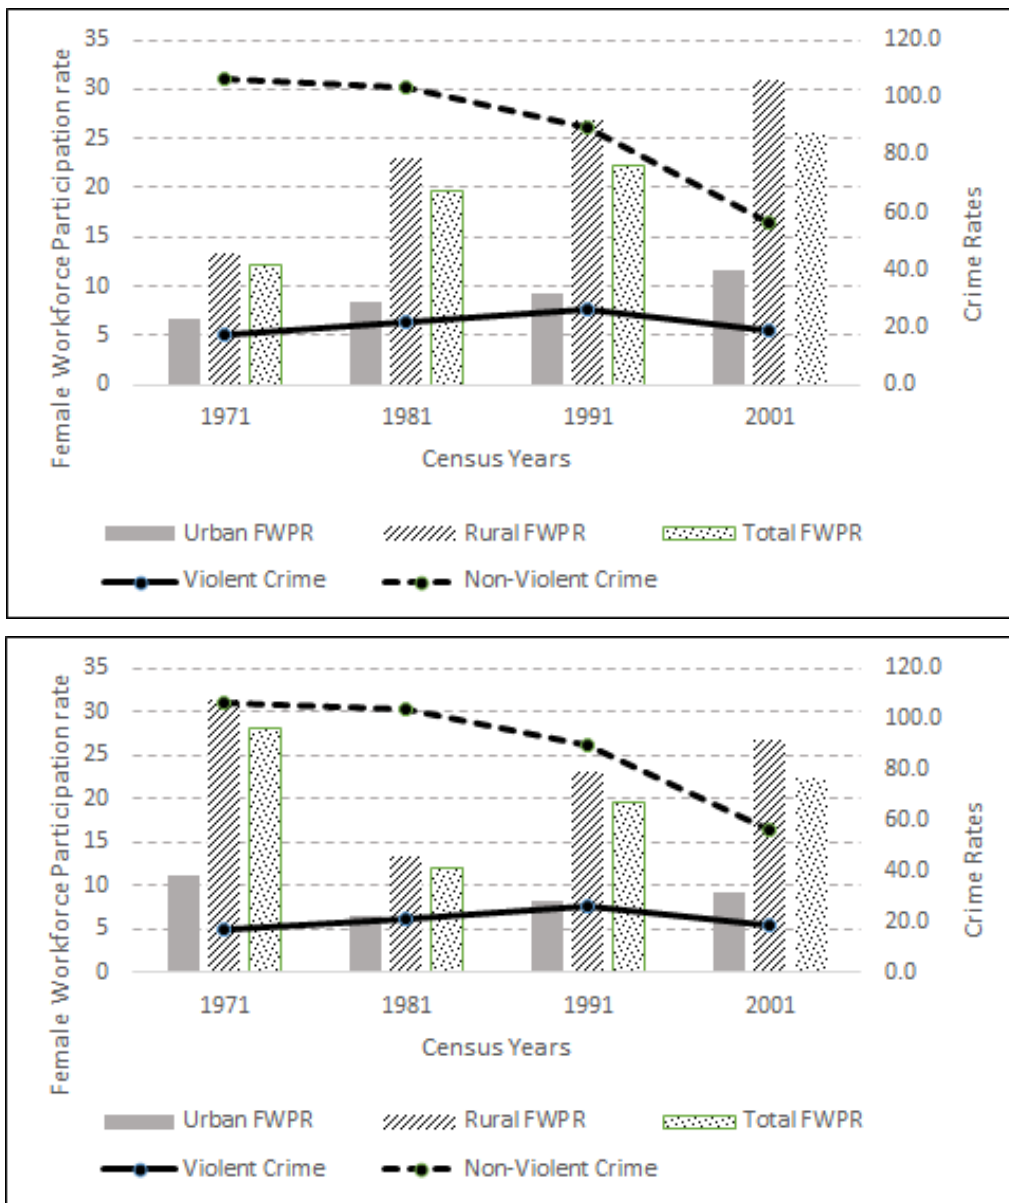 Female Workforce Participation rate
35
30
25
20
15
10
5
0
120.0
100.0
80.0
60.0
40.0
20.0
0.0
Crime Rates
1971 1981 1991 2001
Census Years
Urban FWPR Rural FWPR Total FWPR
Violent Crime Non-Violent Crime
Female Workforce Participation rate
35
30
25
20
15
10
5
0
120.0
100.0
80.0
60.0
40.0
20.0
0.0
Crime Rates
1971 1981 1991 2001
Census Years
Urban FWPR Rural FWPR Total FWPR
Violent Crime Non-Violent Crime